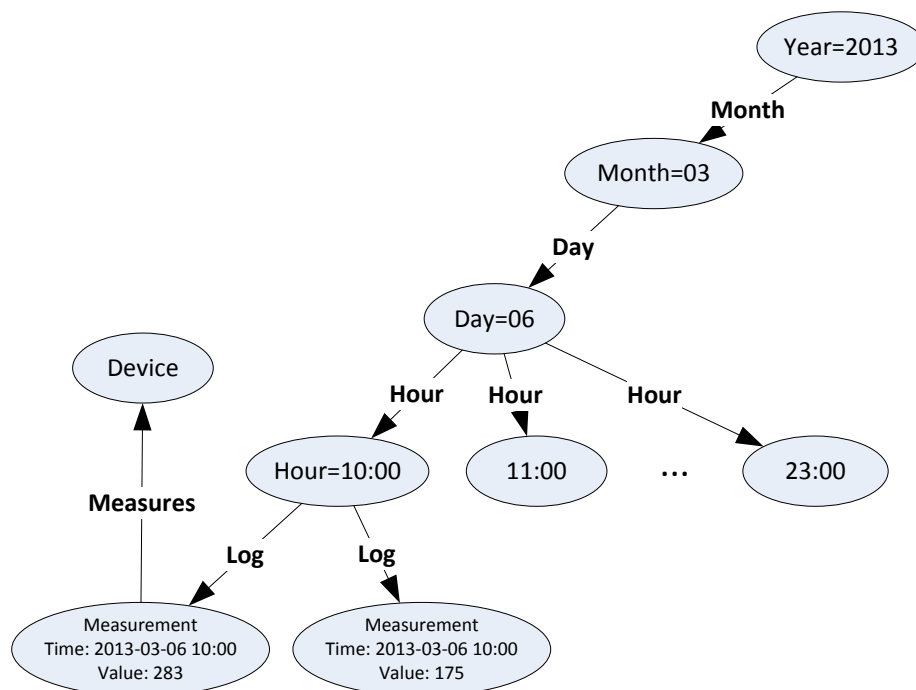 Year=2013
Month
Month=03
Day
Day=06
Device
Hour
Hour
Hour
Hour=10:00
11:00
...
23:00
Measures
Log
Log
Measurement
Time: 2013-03-06 10:00
Value: 283
Measurement
Time: 2013-03-06 10:00
Value: 175